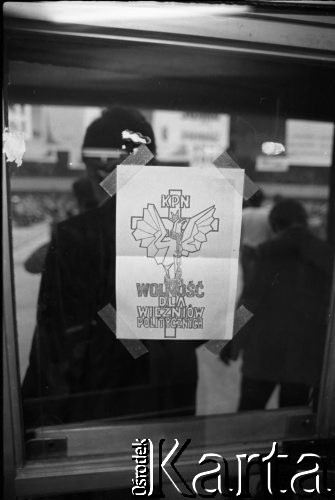 KPN
WOLNOŚĆ
DLA
WIĘŹNIÓW
POLITYCZNYCH
Ośrodek
Karta